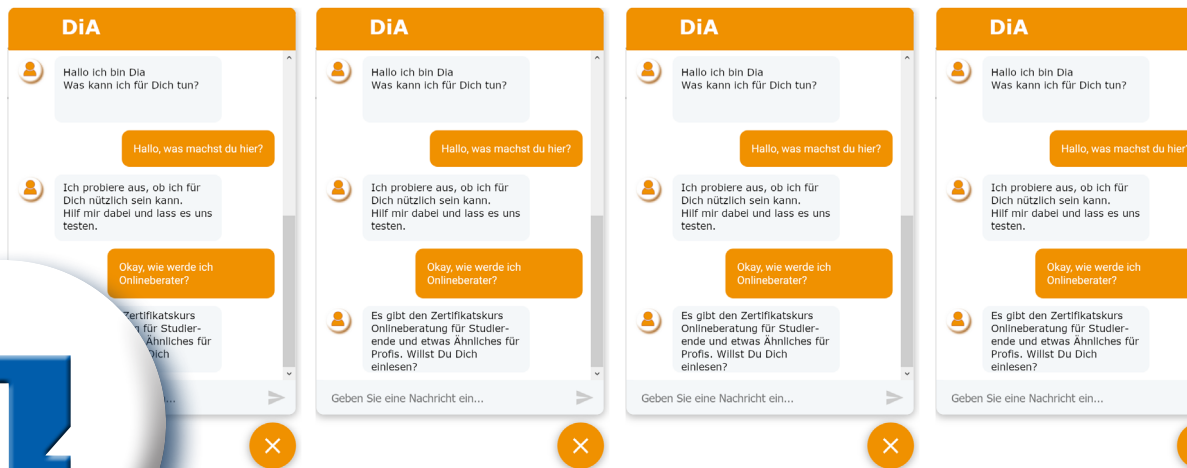 DiA
Hallo ich bin Dia
Was kann ich für Dich tun?
Hallo, was machst du hier?
Ich probiere aus, ob ich für
Dich nützlich sein kann.
Hilf mir dabei und lass es uns
testen.
Okay, wie werde ich
Onlineberater?
Zertifikatskurs
für Studier-
Ähnliches für
Dich
...
DiA
Hallo ich bin Dia
Was kann ich für Dich tun?
Hallo, was machst du hier?
Ich probiere aus, ob ich für
Dich nützlich sein kann.
Hilf mir dabei und lass es uns
testen.
Okay, wie werde ich
Onlineberater?
Es gibt den Zertifikatskurs
Onlineberatung für Studier-
ende und etwas Ähnliches für
Profis. Willst Du Dich
einlesen?
Geben Sie eine Nachricht ein...
DiA
Hallo ich bin Dia
Was kann ich für Dich tun?
Hallo, was machst du hier?
Ich probiere aus, ob ich für
Dich nützlich sein kann.
Hilf mir dabei und lass es uns
testen.
Okay, wie werde ich
Onlineberater?
Es gibt den Zertifikatskurs
Onlineberatung für Studier-
ende und etwas Ähnliches für
Profis. Willst Du Dich
einlesen?
Geben Sie eine Nachricht ein...
DiA
Hallo ich bin Dia
Was kann ich für Dich tun?
Hallo, was machst du hier?
Ich probiere aus, ob ich für
Dich nützlich sein kann.
Hilf mir dabei und lass es uns
testen.
Okay, wie werde ich
Onlineberater?
Es gibt den Zertifikatskurs
Onlineberatung für Studier-
ende und etwas Ähnliches für
Profis. Willst Du Dich
einlesen?
Geben Sie eine Nachricht ein...